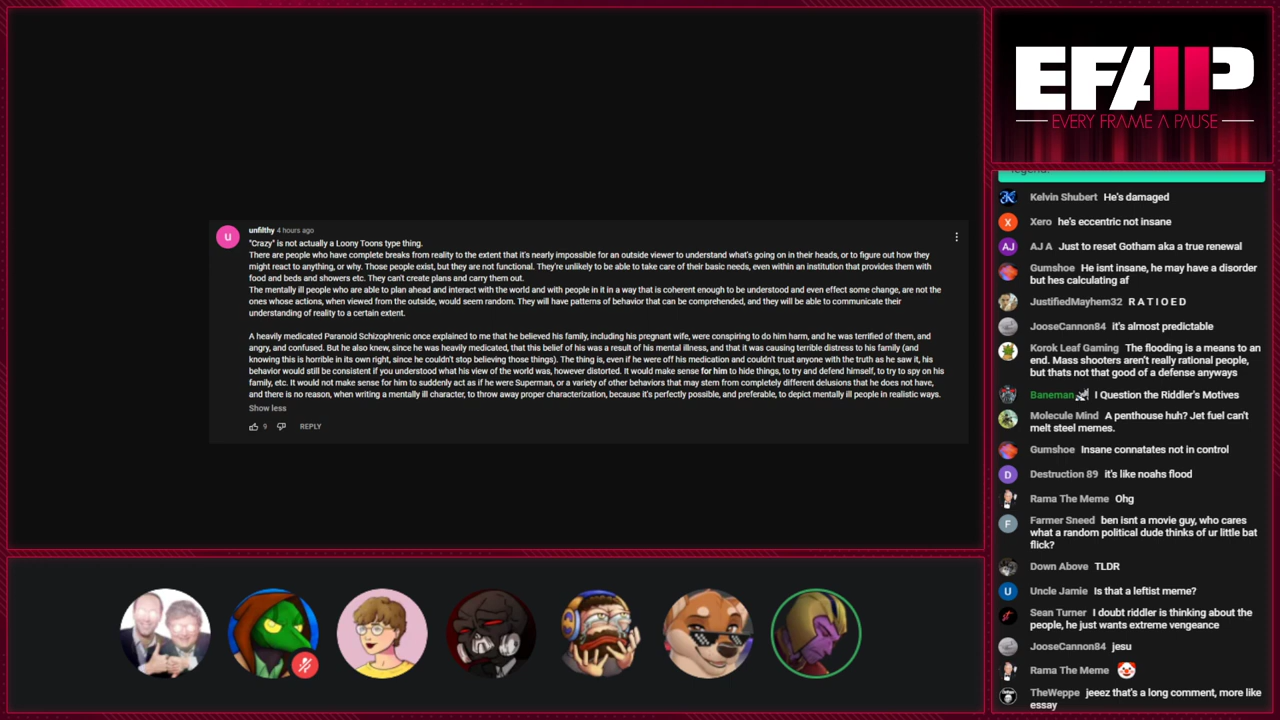 unfilthy 4 hours ago
"Crazy" is not actually a Loony Toons type thing.
There are people who have complete breaks from reality to the extent that it's nearly impossible for an outside viewer to understand what's going on in their heads, or to figure out how they
might react to anything, or why. Those people exist, but they are not functional. They're unlikely to be able to take care of their basic needs, even within an institution that provides them with
food and beds and showers etc. They can't create plans and carry them out.
The mentally ill people who are able to plan ahead and interact with the world and with people in it in a way that is coherent enough to be understood and even effect some change, are not the
ones whose actions, when viewed from the outside, would seem random. They will have patterns of behavior that can be comprehended, and they will be able to communicate their
understanding of reality to a certain extent.
A heavily medicated Paranoid Schizophrenic once explained to me that he believed his family, including his pregnant wife, were conspiring to do him harm, and he was terrified of them, and
angry, and confused. But he also knew, since he was heavily medicated, that this belief of his was a result of his mental illness, and that it was causing terrible distress to his family (and
knowing this is horrible in its own right, since he couldn't stop believing those things). The thing is, even if he were off his medication and couldn't trust anyone with the truth as he saw it, his
behavior would still be consistent if you understood what his view of the world was, however distorted. It would make sense for him to hide things, to try and defend himself, to try to spy on his
family, etc. It would not make sense for him to suddenly act as if he were Superman, or a variety of other behaviors that may stem from completely different delusions that he does not have,
and there is no reason, when writing a mentally ill character, to throw away proper characterization, because it's perfectly possible, and preferable, to depict mentally ill people in realistic ways.
Show less
9 REPLY
U
EFAP
EVERY FRAME A PAUSE
legend.
Kelvin Shubert He's damaged
X
Xero he's eccentric not insane
AJ
AJ A Just to reset Gotham aka a true renewal
Gumshoe He isnt insane, he may have a disorder
but hes calculating af
JustifiedMayhem32 R A T I O E D
JooseCannon84 it's almost predictable
Korok Leaf Gaming The flooding is a means to an
end. Mass shooters aren't really rational people,
but thats not that good of a defense anyways
Baneman I Question the Riddler's Motives
Molecule Mind A penthouse huh? Jet fuel can't
melt steel memes.
Gumshoe Insane connatates not in control
D
Destruction 89 it's like noahs flood
Rama The Meme Ohg
F
Farmer Sneed ben isnt a movie guy, who cares
what a random political dude thinks of ur little bat
flick?
Down Above TLDR
U
Uncle Jamie Is that a leftist meme?
Sean Turner I doubt riddler is thinking about the
people, he just wants extreme vengeance
JooseCannon84 jesu
Rama The Meme
TheWeppe jeeez that's a long comment, more like
essay